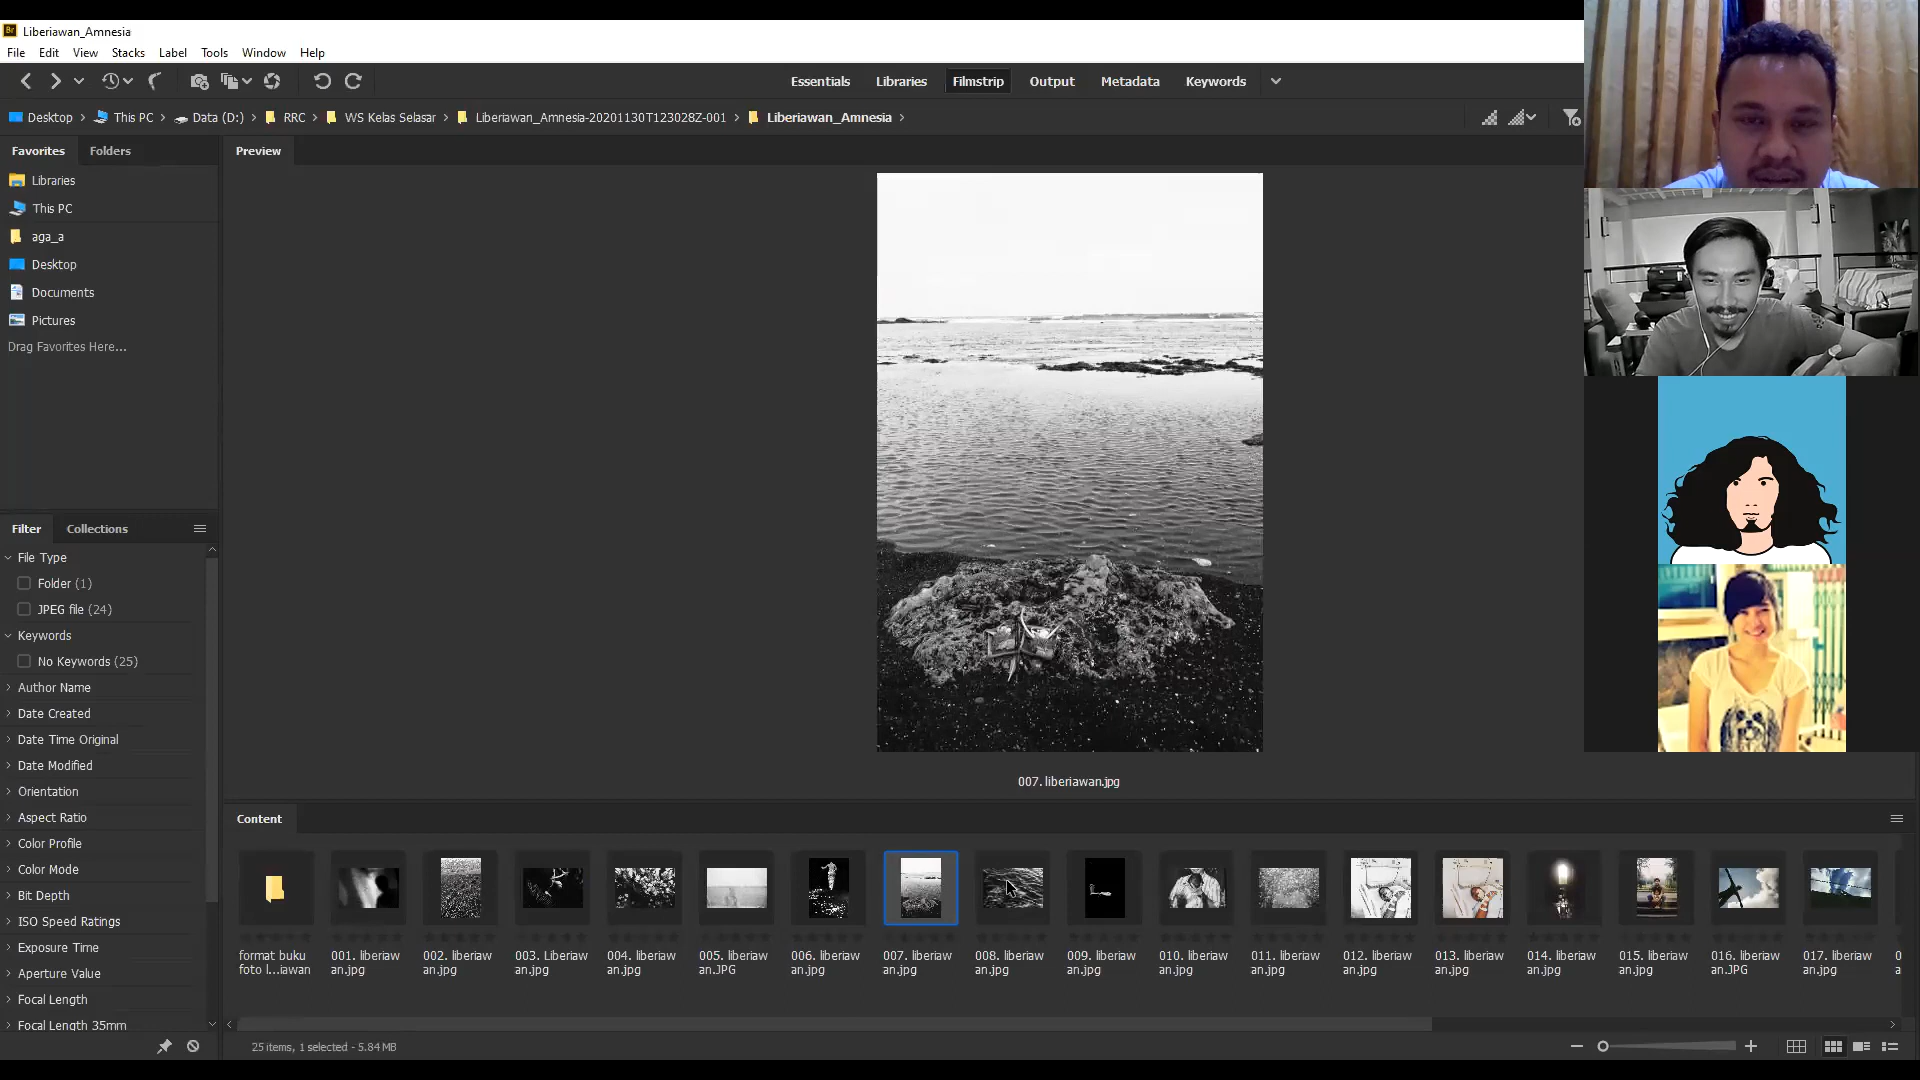 Br Liberiawan_Amnesia
File Edit View Stacks Label Tools Window Help
Essentials Libraries Filmstrip Output Metadata Keywords
Desktop This PC Data (D:) RRC WS Kelas Selasar Liberiawan_Amnesia-20201130T123028Z-001 Liberiawan_Amnesia
Favorites Folders
Libraries
This PC
aga_a
Desktop
Documents
Pictures
Drag Favorites Here...
Preview
007. liberiawan.jpg
Filter Collections
File Type
Folder (1)
JPEG file (24)
Keywords
No Keywords (25)
Author Name
Date Created
Date Time Original
Date Modified
Orientation
Aspect Ratio
Color Profile
Color Mode
Bit Depth
ISO Speed Ratings
Exposure Time
Aperture Value
Focal Length
Focal Length 35mm
Content
format buku
foto l...iawan
001. liberiaw
an.jpg
002. liberiaw
an.jpg
003. Liberiaw
an.jpg
004. liberiaw
an.jpg
005. liberiaw
an.JPG
006. liberiaw
an.jpg
007. liberiaw
an.jpg
008. liberiaw
an.jpg
009. liberiaw
an.jpg
010. liberiaw
an.jpg
011. liberiaw
an.jpg
012. liberiaw
an.jpg
013. liberiaw
an.jpg
014. liberiaw
an.jpg
015. liberiaw
an.jpg
016. liberiaw
an.JPG
017. liberiaw
an.jpg
25 items, 1 selected - 5.84 MB